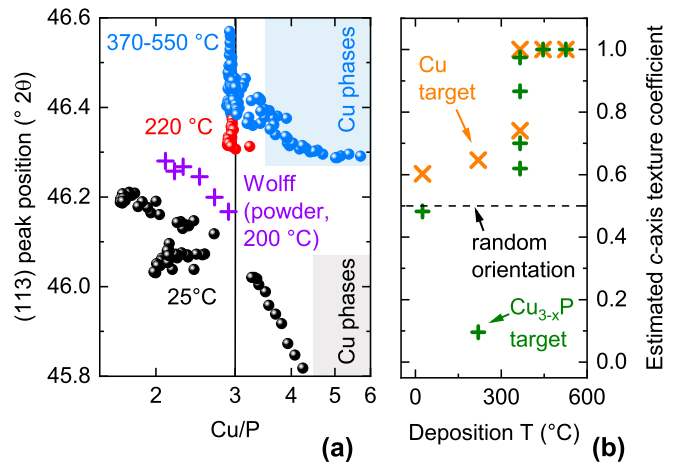 46.6
46.4
46.2
46.0
45.8
(113) peak position (° 2θ)
370-550 °C
220 °C
Wolff
(powder,
200 °C)
25°C
Cu phases
Cu phases
2
3
4
5
6
Cu/P
(a)
Cu
target
random
orientation
Cu3-xP
target
1.0
0.8
0.6
0.4
0.2
0.0
Estimated c-axis texture coefficient
0
300
600
Deposition T (°C)
(b)